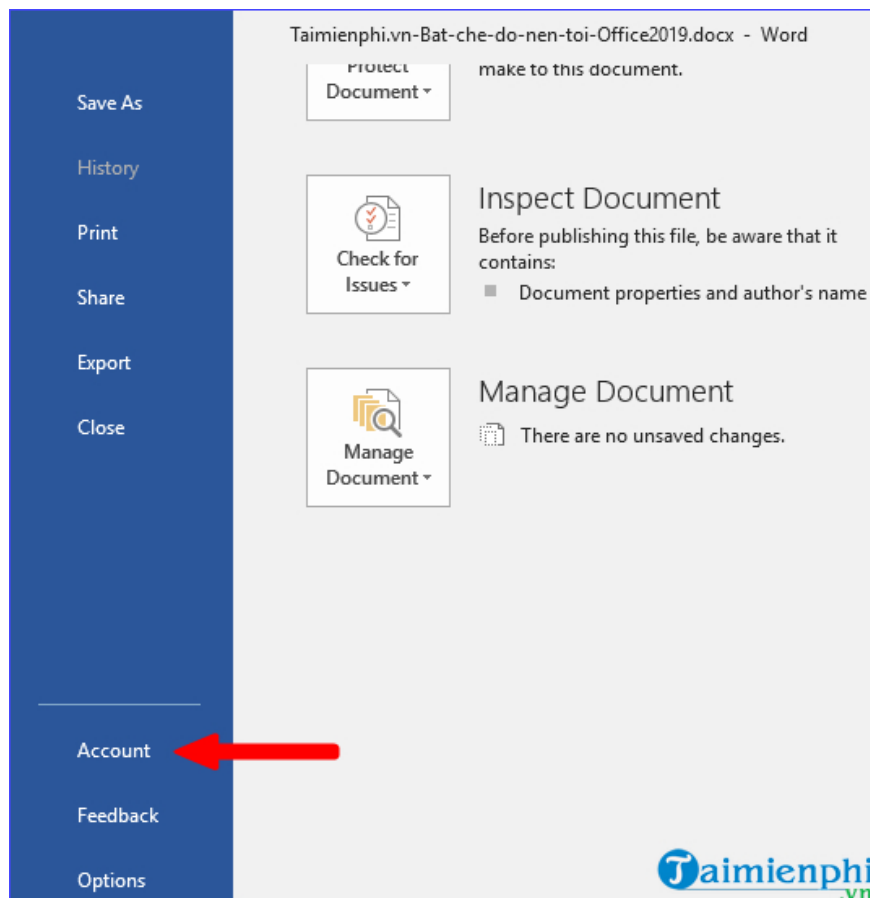 Taimienphi.vn-Bat-che-do-nen-toi-Office2019.docx - Word
Save As
History
Print
Share
Export
Close
Account
Feedback
Options
Protect
Document
make to this document.
Check for
Issues
Inspect Document
Before publishing this file, be aware that it
contains:
Document properties and author's name
Manage
Document
Manage Document
There are no unsaved changes.
Taimienphi
.vn